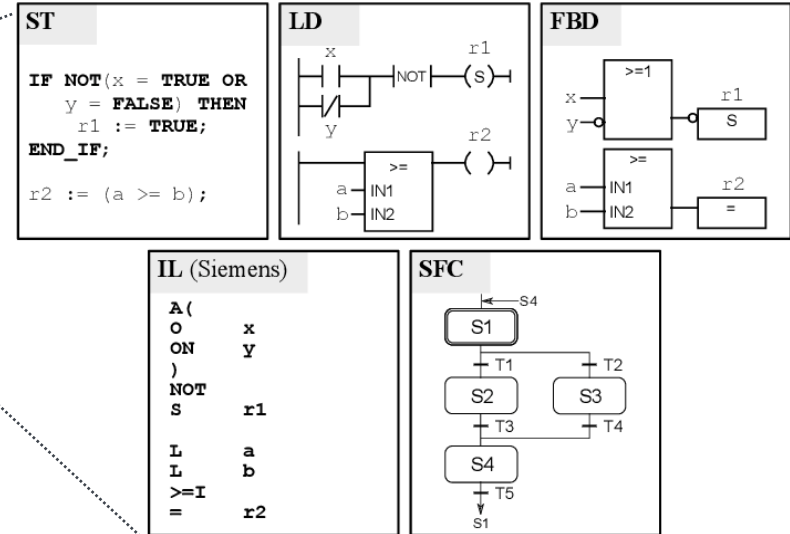 ST
IF NOT(x = TRUE OR
y = FALSE) THEN
r1 := TRUE;
END_IF;
r2 := (a >= b);
LD
x
r1
NOT
(S)
y
r2
>=
( )
a IN1
b IN2
FBD
>=1
x
r1
y
S
>=
a IN1
r2
b IN2
=
IL (Siemens)
A(
O x
ON y
)
NOT
S r1
L a
L b
>=I
= r2
SFC
S4
S1
T1 T2
S2 S3
T3 T4
S4
T5
S1